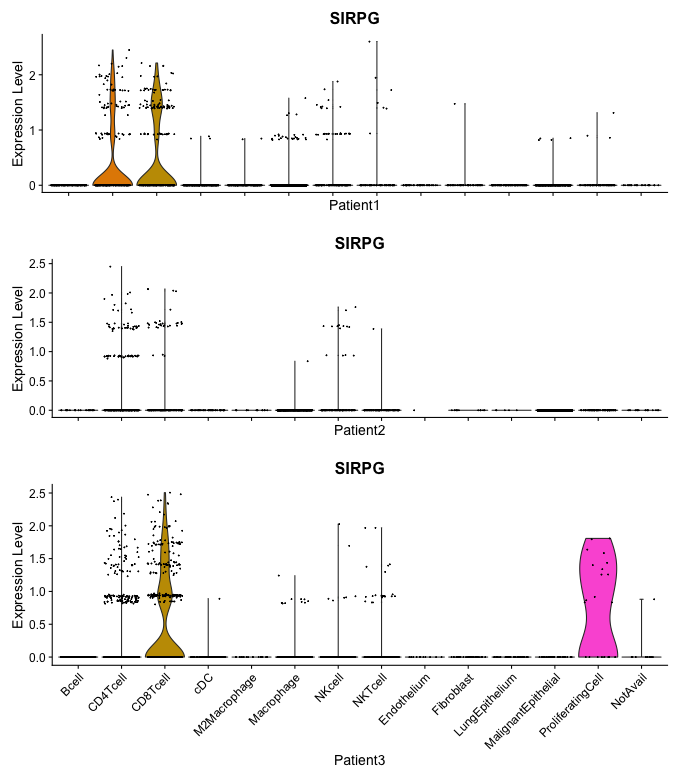 SIRPG
Expression Level
2
1
0
Patient1
SIRPG
Expression Level
2.5
2.0
1.5
1.0
0.5
0.0
Patient2
SIRPG
Expression Level
2.5
2.0
1.5
1.0
0.5
0.0
Bcell
CD4Tcell
CD8Tcell
cDC
M2Macrophage
Macrophage
NKcell
NKTcell
Endothelium
Fibroblast
LungEpithelium
MalignantEpithelial
ProliferatingCell
NotAvail
Patient3